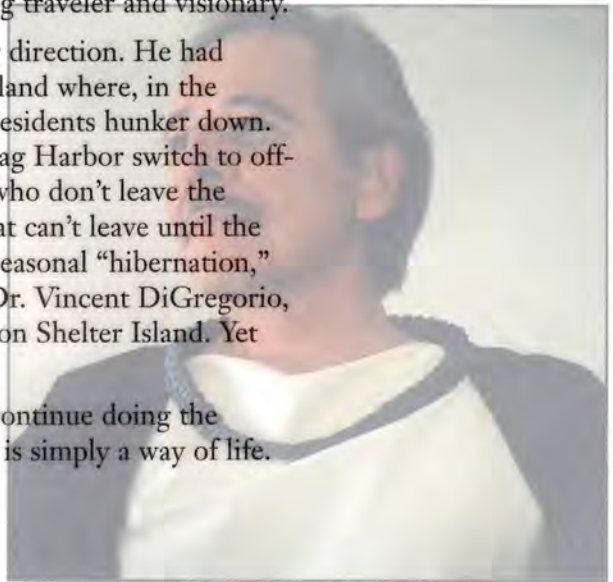 g traveler and visionary.
direction. He had
land where, in the
esidents hunker down.
ag Harbor switch to off-
who don't leave the
at can't leave until the
easonal “hibernation,”
Dr. Vincent DiGregorio,
on Shelter Island. Yet
ontinue doing the
is simply a way of life.